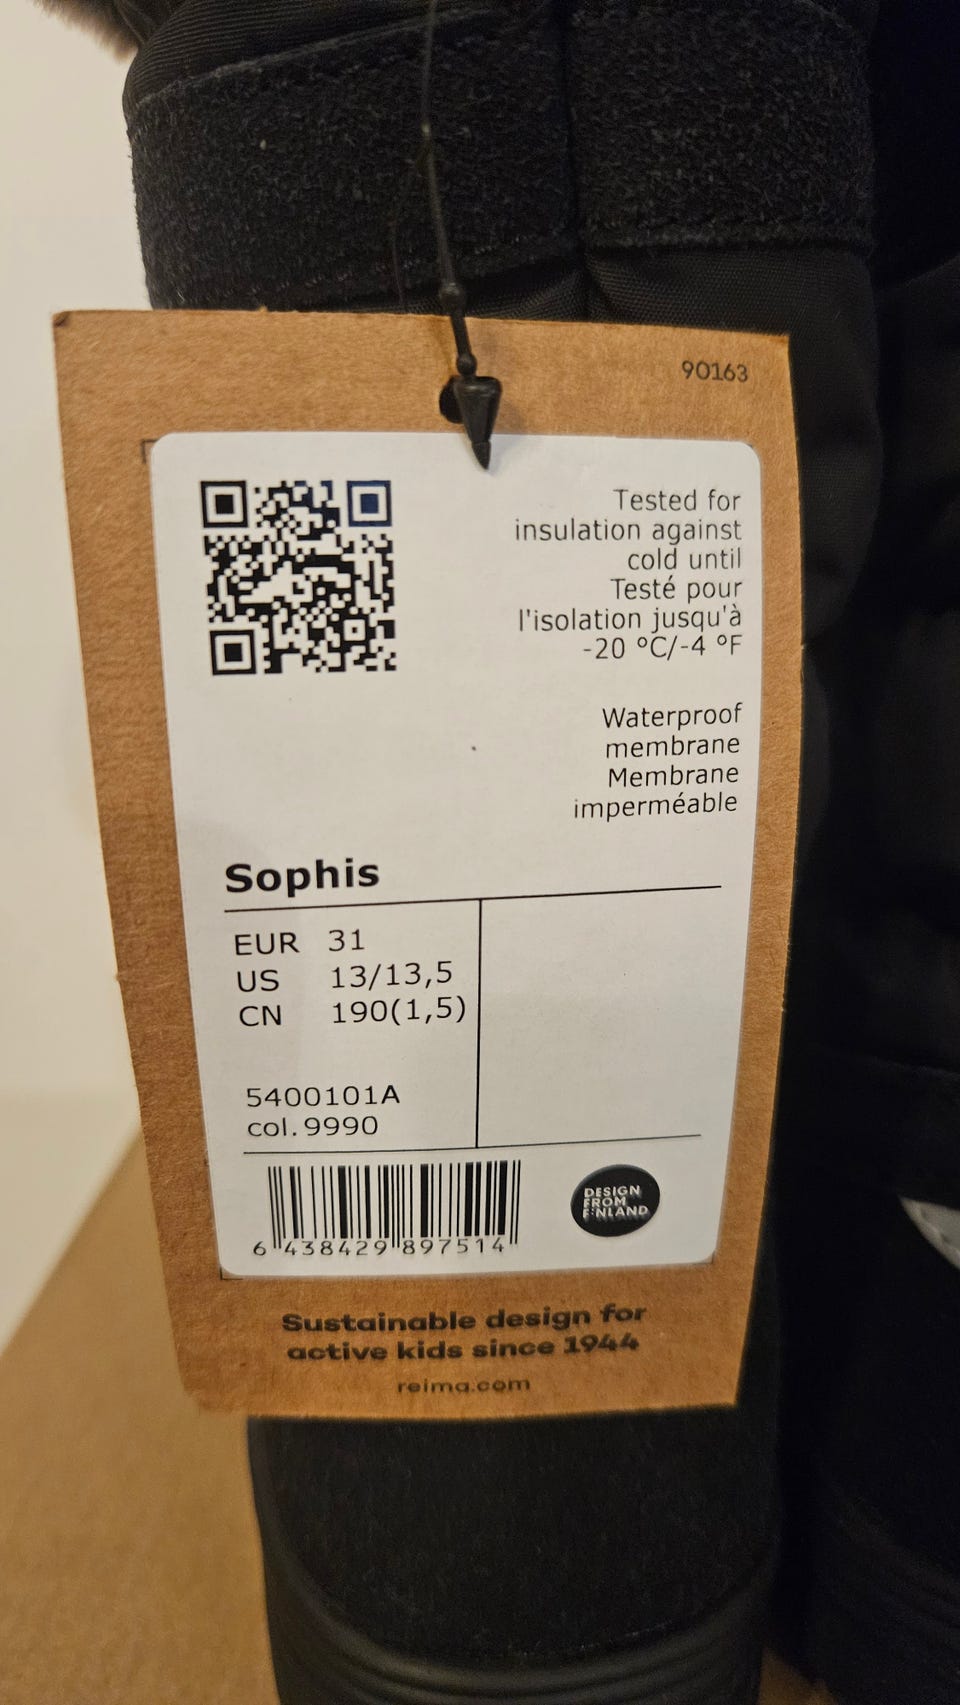 90163
Tested for
insulation against
cold until
Testé pour
l'isolation jusqu'à
-20 °C/-4 °F
Waterproof
membrane
Membrane
imperméable
Sophis
EUR 31
US 13/13,5
CN 190(1,5)
5400101A
col.9990
6 438429 897514
DESIGN
FROM
FINLAND
Sustainable design for
active kids since 1944
reima.com